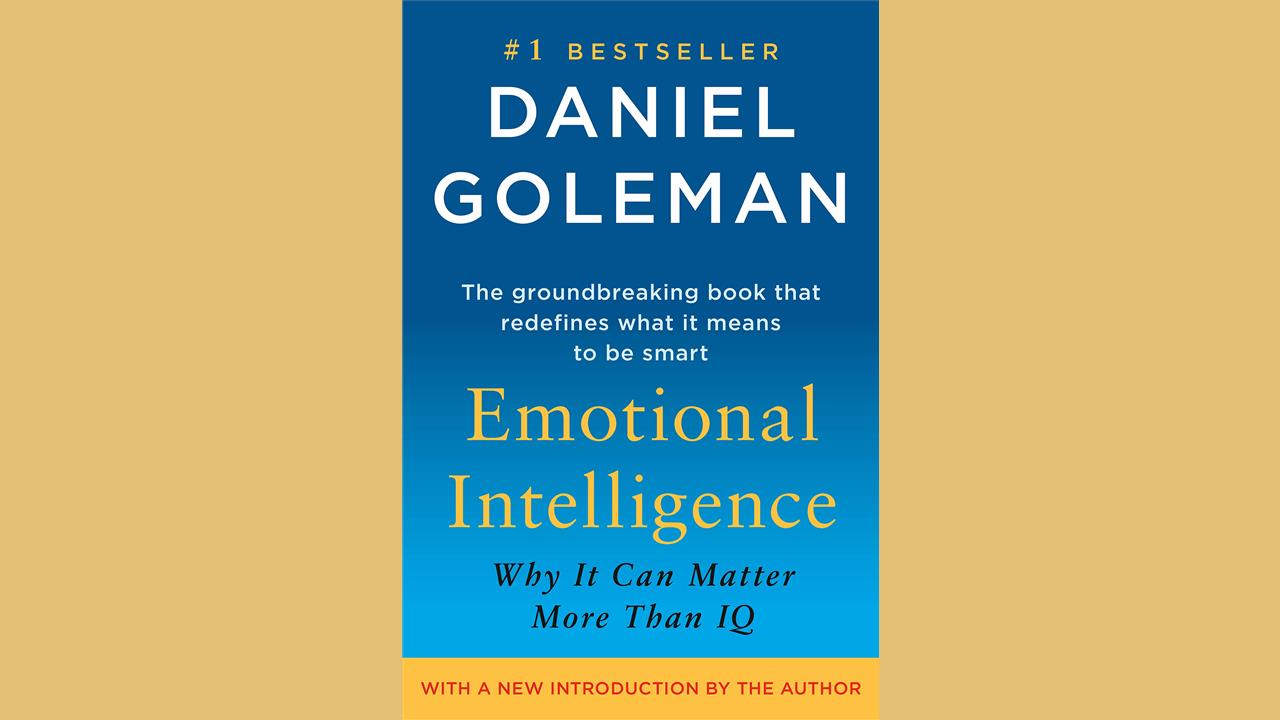 #1 BESTSELLER
DANIEL
GOLEMAN
The groundbreaking book that
redefines what it means
to be smart
Emotional
Intelligence
Why It Can Matter
More Than IQ
WITH A NEW INTRODUCTION BY THE AUTHOR